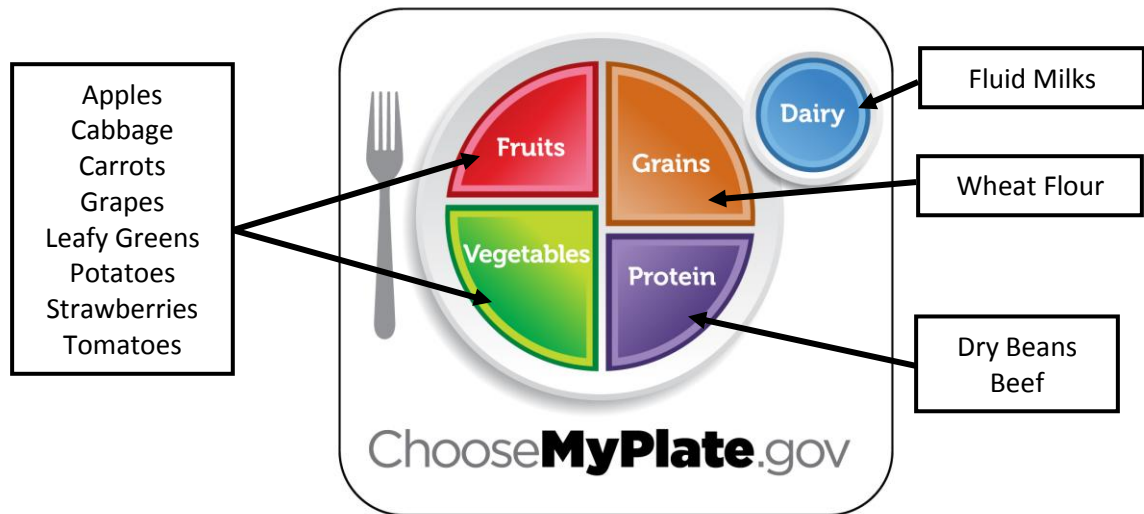 Apples
Cabbage
Carrots
Grapes
Leafy Greens
Potatoes
Strawberries
Tomatoes
Fruits
Grains
Vegetables
Protein
Dairy
Fluid Milks
Wheat Flour
Dry Beans
Beef
ChooseMyPlate.gov